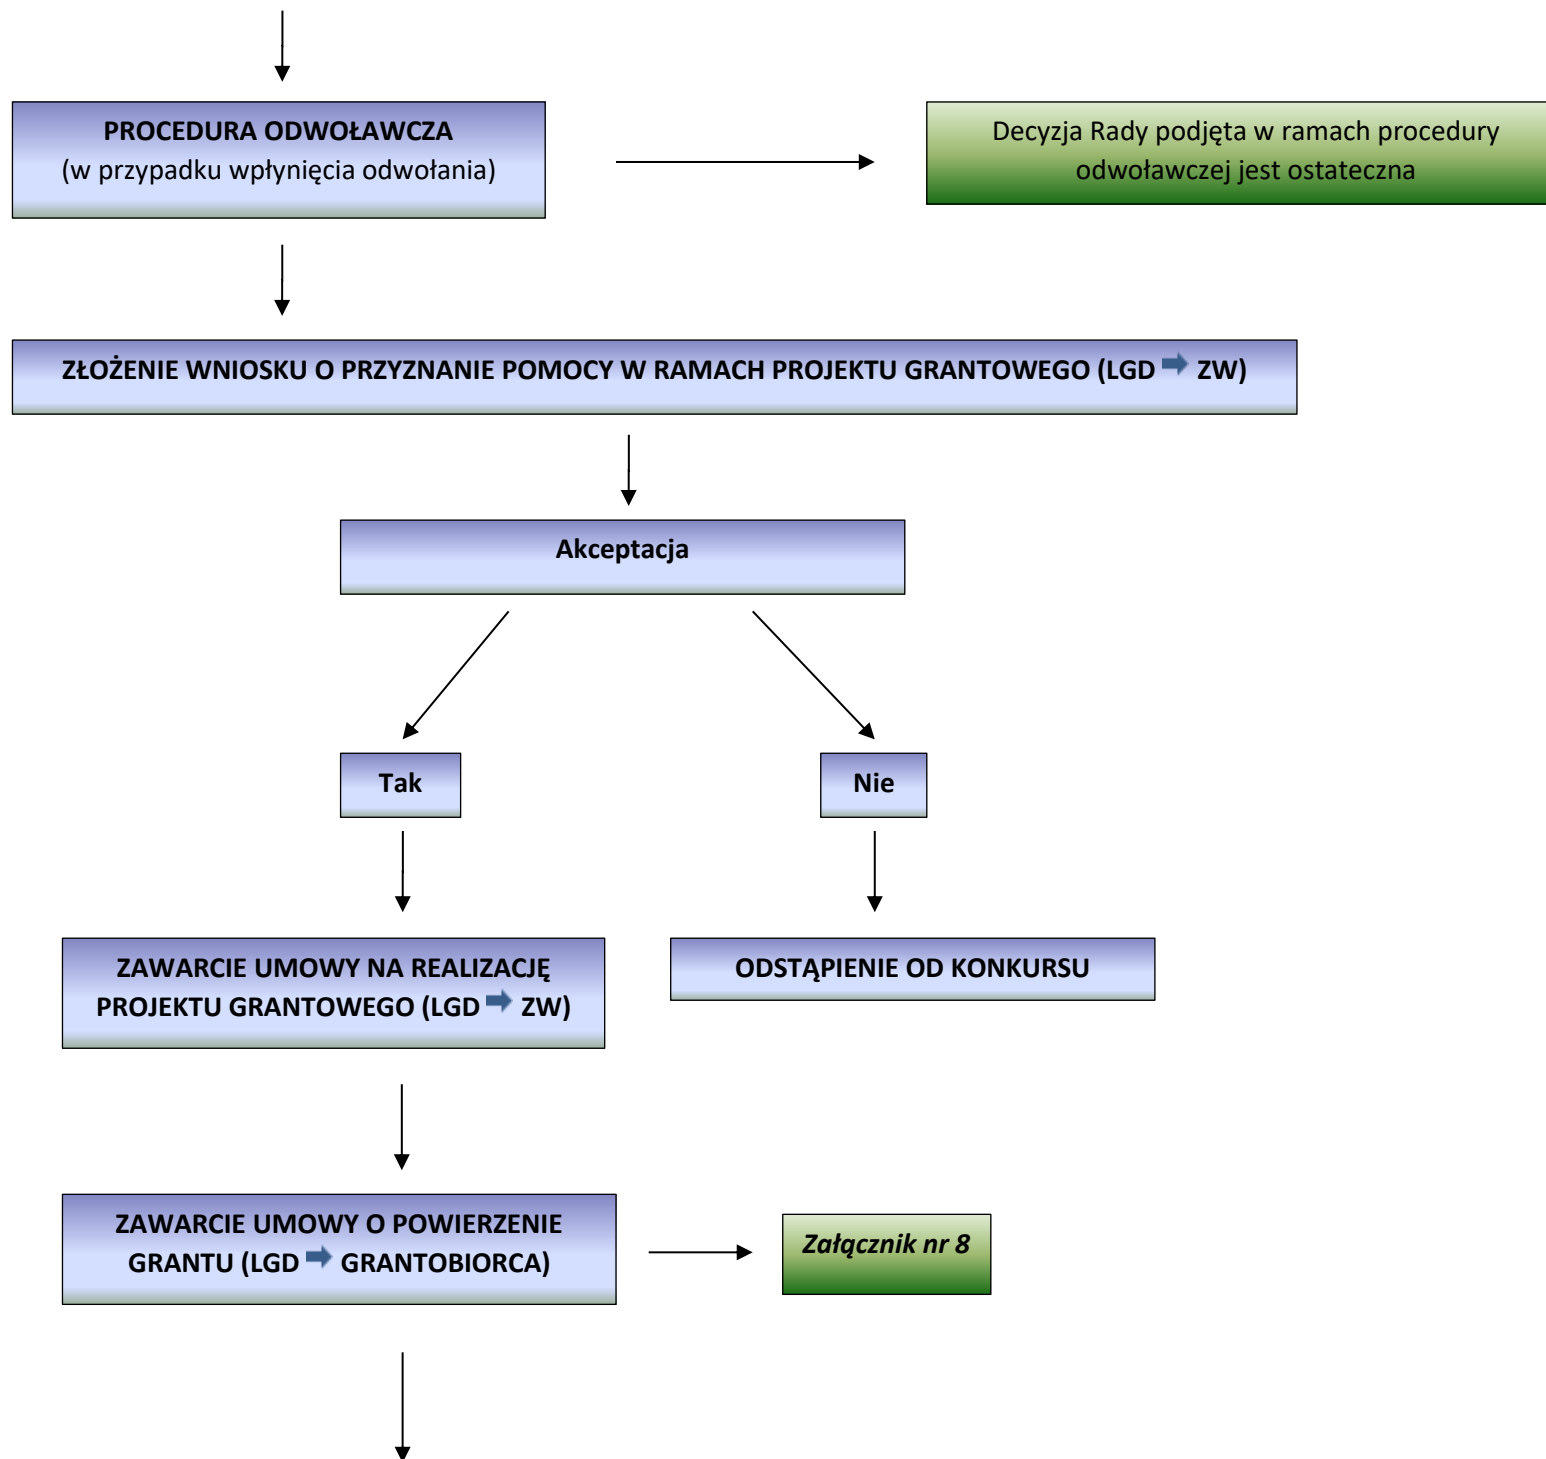 PROCEDURA ODWOŁAWCZA
(w przypadku wpłynięcia odwołania)
Decyzja Rady podjęta w ramach procedury
odwoławczej jest ostateczna
ZŁOŻENIE WNIOSKU O PRZYZNANIE POMOCY W RAMACH PROJEKTU GRANTOWEGO (LGD ➡ ZW)
Akceptacja
Tak
Nie
ZAWARCIE UMOWY NA REALIZACJĘ
PROJEKTU GRANTOWEGO (LGD ➡ ZW)
ODSTĄPIENIE OD KONKURSU
ZAWARCIE UMOWY O POWIERZENIE
GRANTU (LGD ➡ GRANTOBIORCA)
Załącznik nr 8